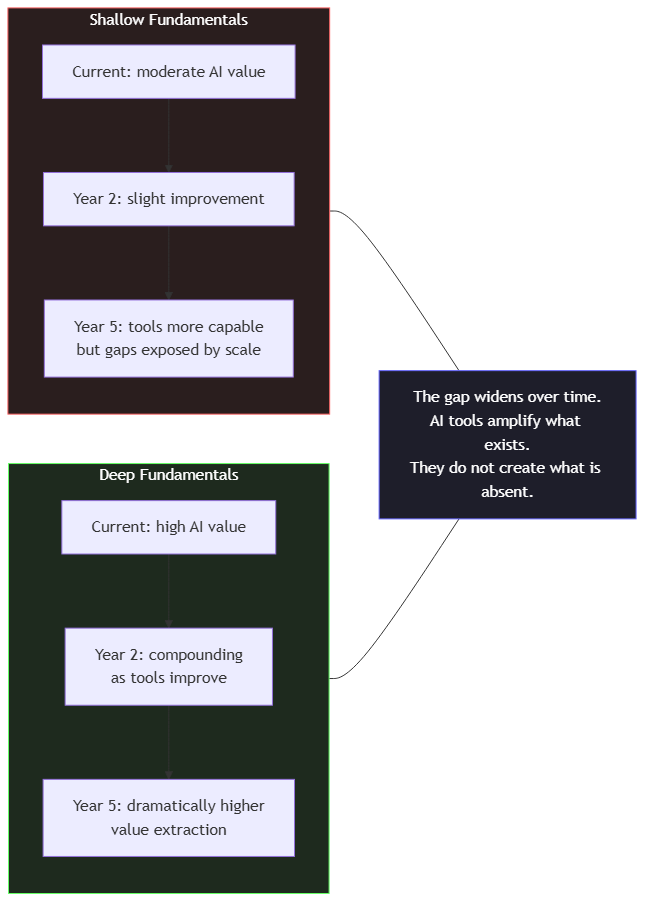 Shallow Fundamentals
Current: moderate AI value
Year 2: slight improvement
Year 5: tools more capable
but gaps exposed by scale
The gap widens over time.
AI tools amplify what
exists.
They do not create what is
absent.
Deep Fundamentals
Current: high AI value
Year 2: compounding
as tools improve
Year 5: dramatically higher
value extraction